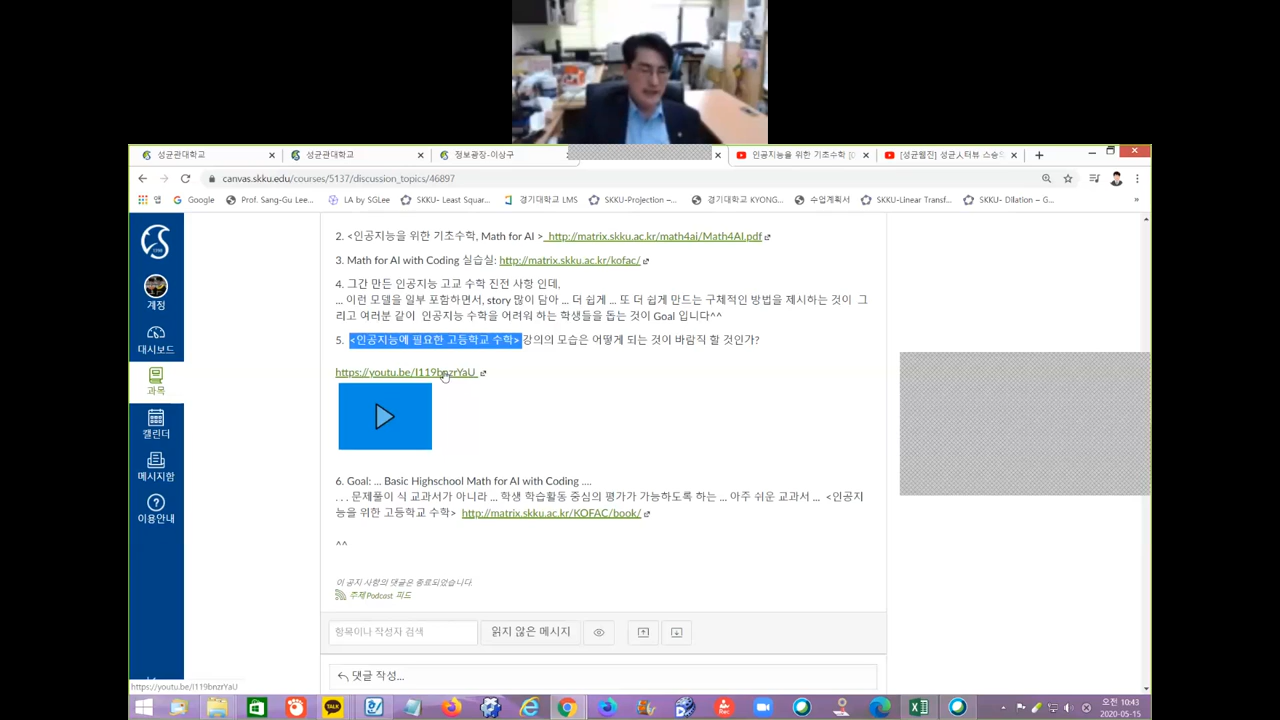 성균관대학교
성균관대학교
정보광장-이상구
인공지능을 위한 기초수학 [이
[성균웹진] 성균人터뷰 스승의
canvas.skku.edu/courses/5137/discussion_topics/46897
앱
Google
Prof. Sang-Gu Lee...
LA by SGLee
SKKU- Least Squar...
경기대학교 LMS
SKKU-Projection –...
경기대학교 KYONG...
수업계획서
SKKU-Linear Transf...
SKKU- Dilation – G...
»
계정
대시보드
과목
캘린더
메시지함
이용안내
2. <인공지능을 위한 기초수학, Math for AI > http://matrix.skku.ac.kr/math4ai/Math4AI.pdf
3. Math for AI with Coding 실습실: http://matrix.skku.ac.kr/kofac/
4. 그간 만든 인공지능 고교 수학 진전 사항 인데,
... 이런 모델을 일부 포함하면서, story 많이 담아 ... 더 쉽게 ... 또 더 쉽게 만드는 구체적인 방법을 제시하는 것이 그
리고 여러분 같이 인공지능 수학을 어려워 하는 학생들을 돕는 것이 Goal 입니다^^
5. <인공지능에 필요한 고등학교 수학> 강의의 모습은 어떻게 되는 것이 바람직 할 것인가?
https://youtu.be/I119bnzrYaU
6. Goal: ... Basic Highschool Math for AI with Coding ....
. . . 문제풀이 식 교과서가 아니라 ... 학생 학습활동 중심의 평가가 가능하도록 하는 ... 아주 쉬운 교과서 ... <인공지
능을 위한 고등학교 수학> http://matrix.skku.ac.kr/KOFAC/book/
^^
이 공지 사항의 댓글은 종료되었습니다.
주제 Podcast 피드
항목이나 작성자 검색
읽지 않은 메시지
댓글 작성...
https://youtu.be/I119bnzrYaU
TALK
Rec
오전 10:43
2020-05-15